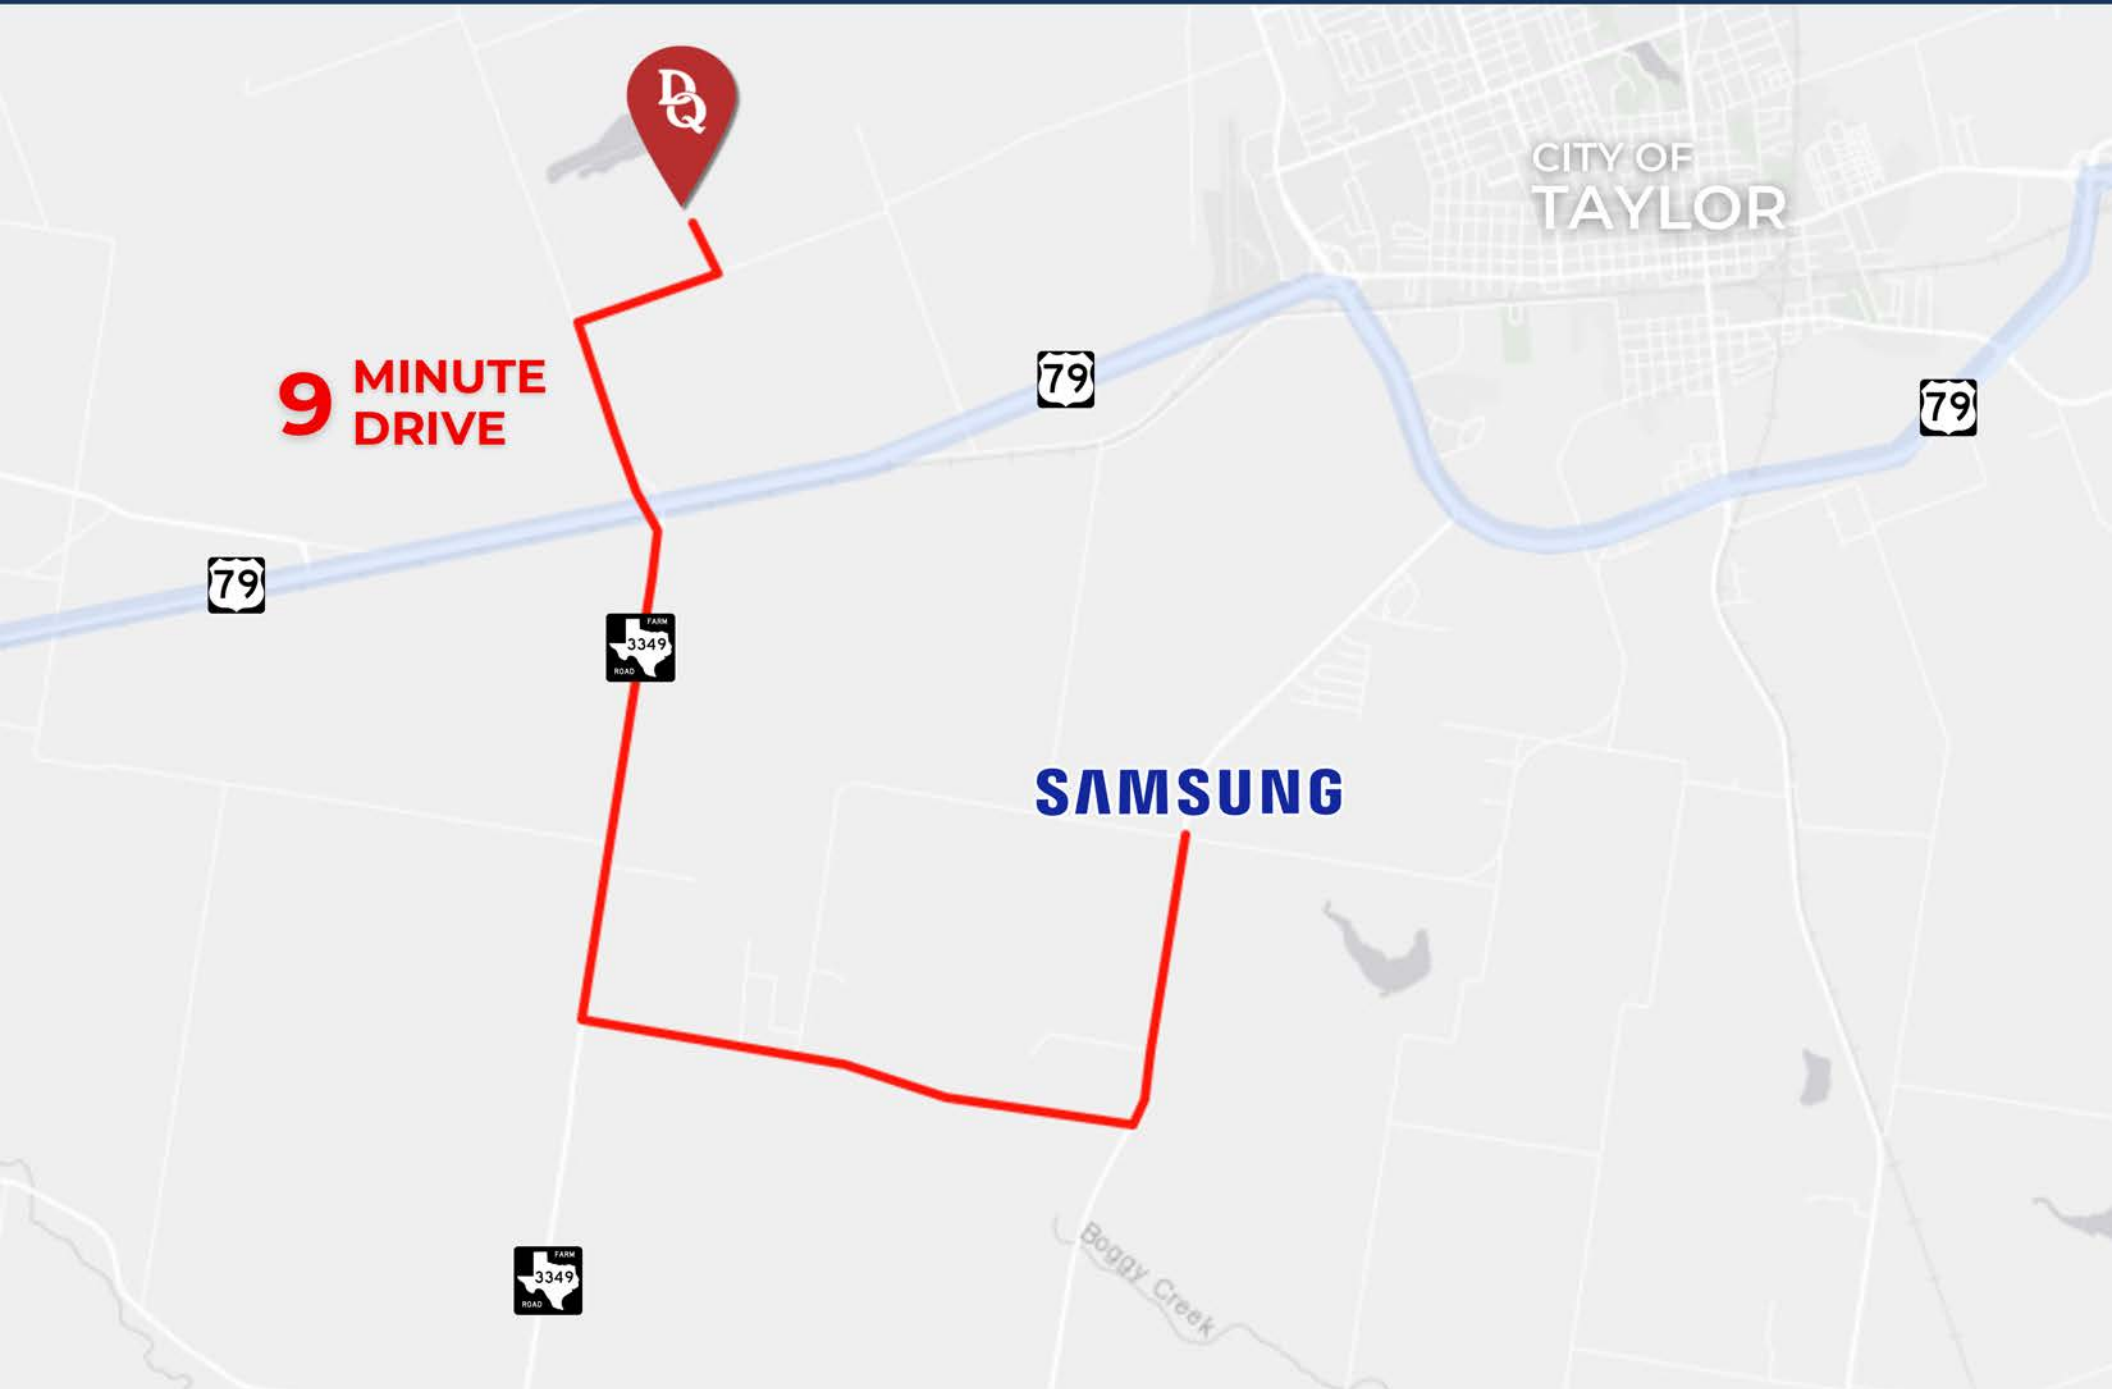 DQ
CITY OF
TAYLOR
9 MINUTE
DRIVE
79
79
79
FARM
3349
ROAD
SAMSUNG
Boggy Creek
FARM
3349
ROAD